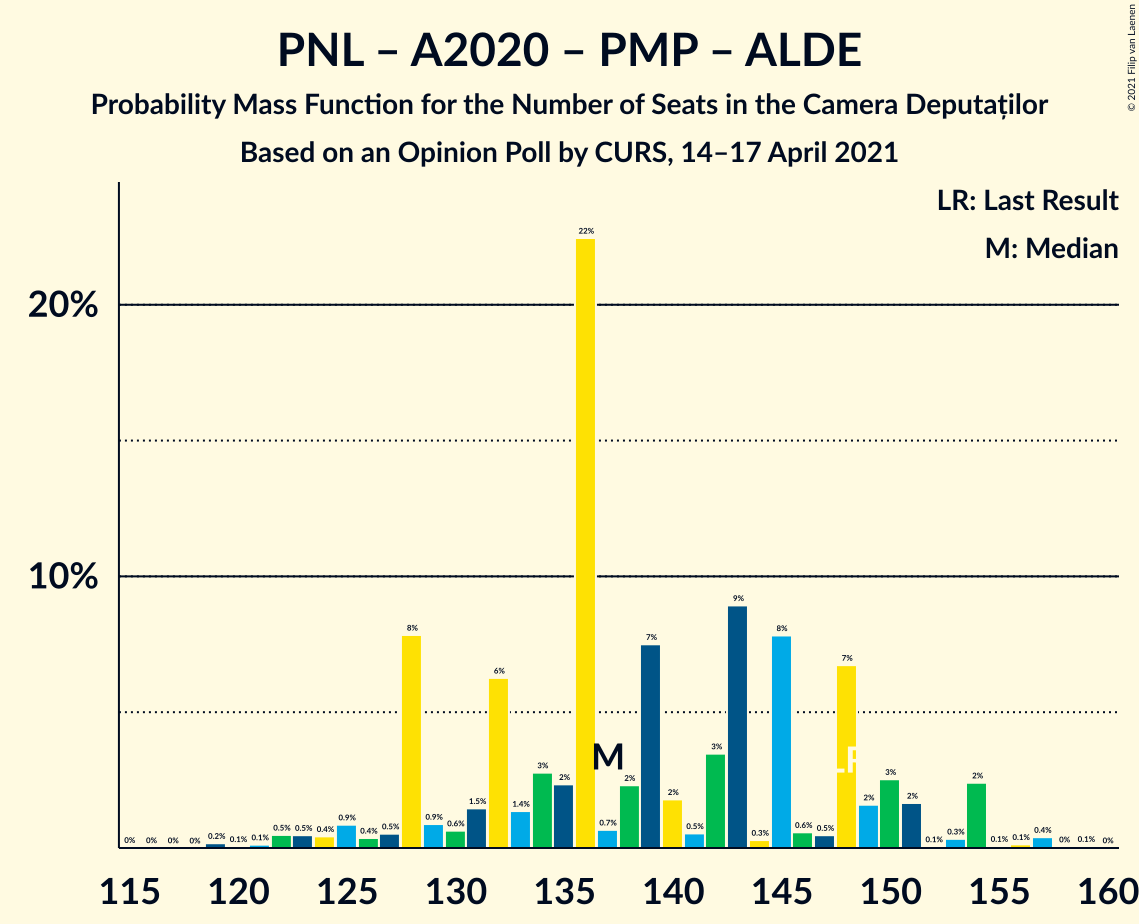 PNL – A2020 – PMP – ALDE
Probability Mass Function for the Number of Seats in the Camera Deputaților
Based on an Opinion Poll by CURS, 14–17 April 2021
© 2021 Filip van Laenen
LR: Last Result
M: Median
20%
10%
0% 0% 0% 0% 0.2% 0.1% 0.1% 0.5% 0.5% 0.4% 0.9% 0.4% 0.5% 8% 0.9% 0.6% 1.5% 6% 1.4% 3% 2% 22% 0.7% 2% 7% 2% 0.5% 3% 9% 0.3% 8% 0.6% 0.5% 7% 2% 3% 2% 0.1% 0.3% 2% 0.1% 0.1% 0.4% 0% 0.1% 0%
M
LR
115 120 125 130 135 140 145 150 155 160